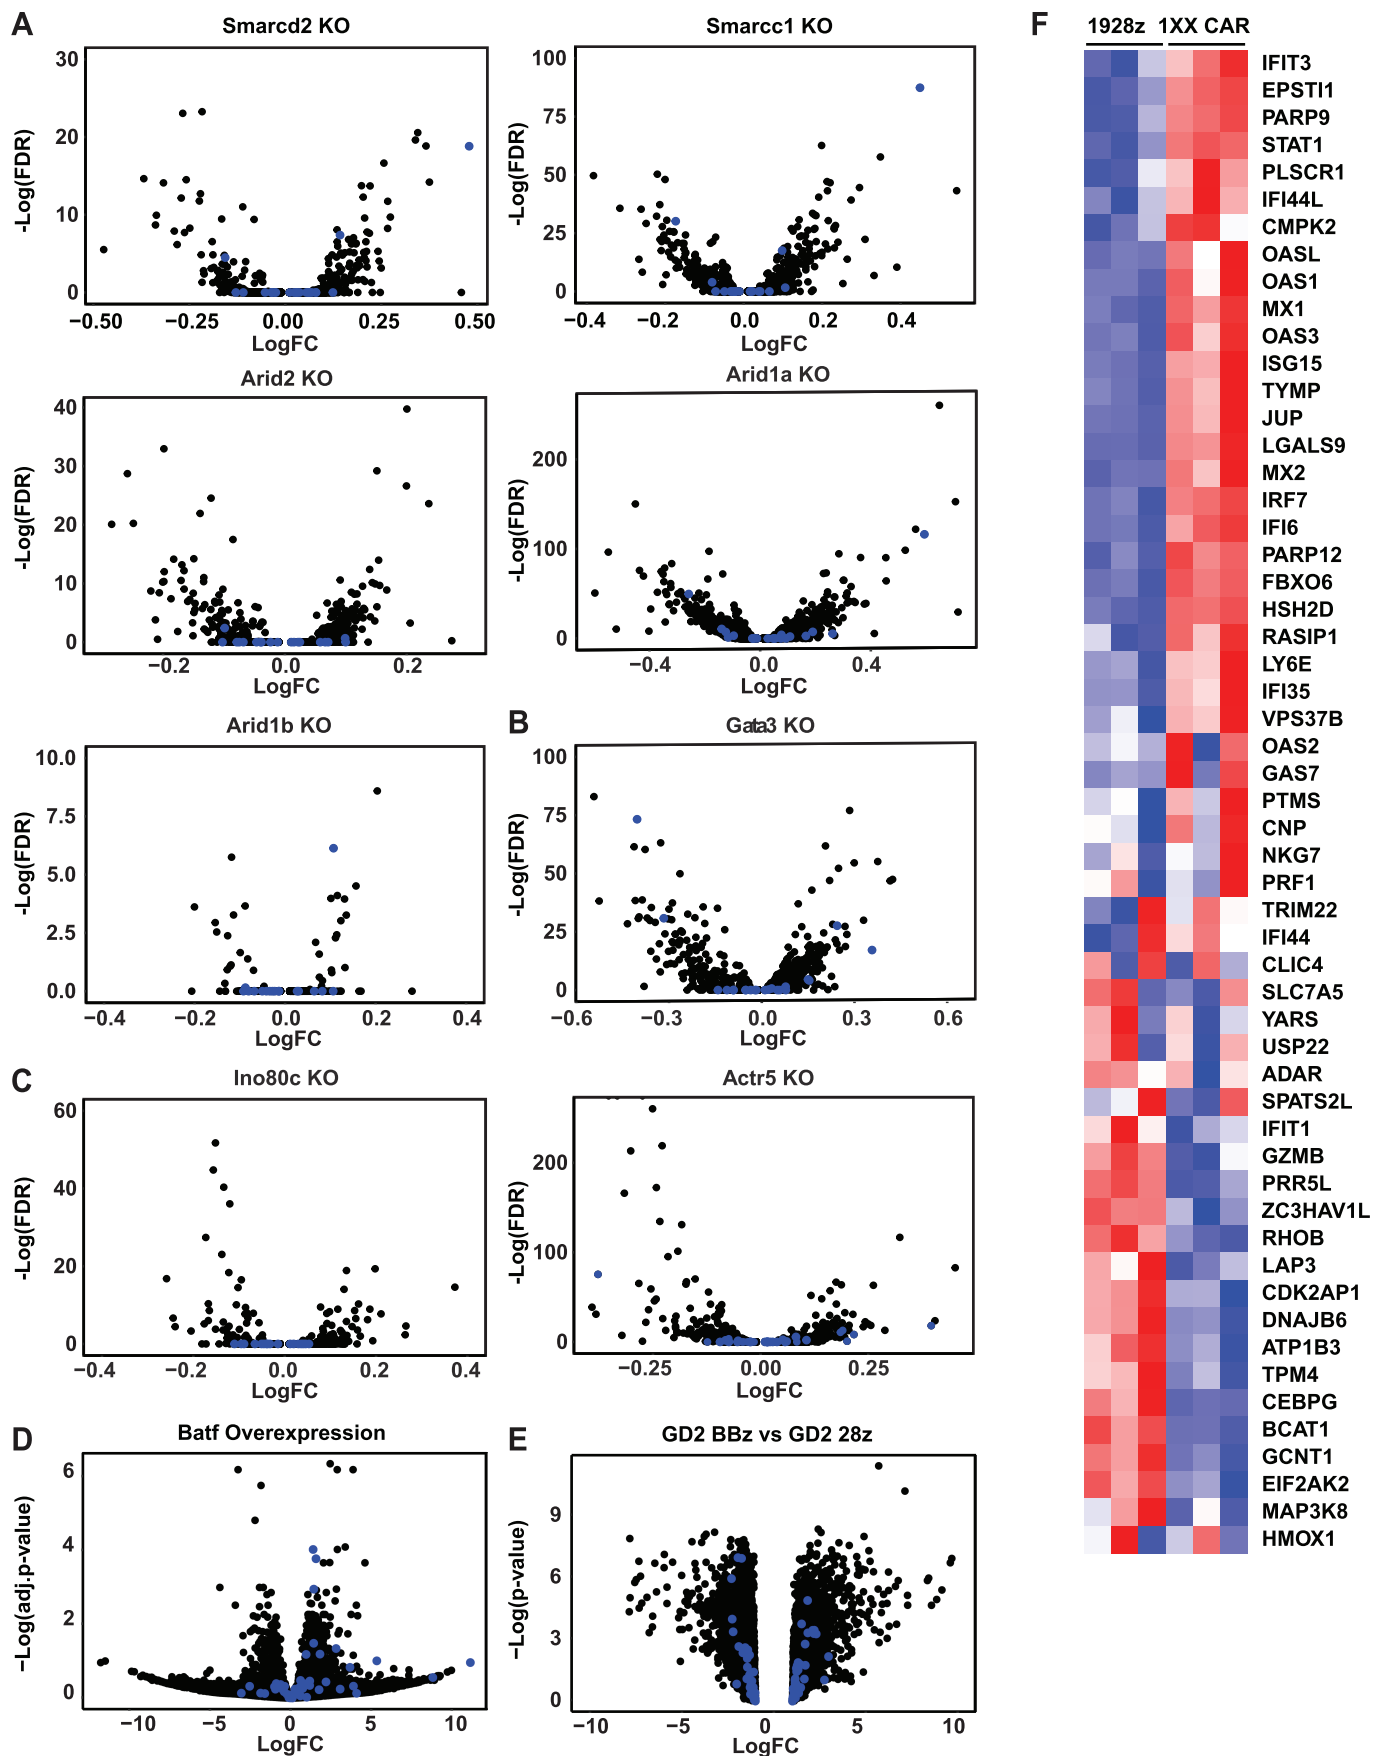 A
Smarcd2 KO
30
20
10
0
-Log(FDR)
−0.50
−0.25
0.00
0.25
0.50
LogFC
Smarcc1 KO
100
75
50
25
0
-Log(FDR)
−0.4
−0.2
0.0
0.2
0.4
LogFC
Arid2 KO
40
30
20
10
0
-Log(FDR)
−0.2
0.0
0.2
LogFC
Arid1a KO
200
100
0
-Log(FDR)
−0.4
0.0
0.4
LogFC
Arid1b KO
10.0
7.5
5.0
2.5
0.0
-Log(FDR)
−0.4
−0.2
0.0
0.2
0.4
LogFC
B
Gata3 KO
100
75
50
25
0
-Log(FDR)
−0.6
−0.3
0.0
0.3
0.6
LogFC
C
Ino80c KO
60
40
20
0
-Log(FDR)
−0.4
−0.2
0.0
0.2
0.4
LogFC
Actr5 KO
200
100
0
-Log(FDR)
−0.25
0.00
0.25
LogFC
D
Batf Overexpression
6
4
2
0
−Log(adj.p-value)
−10
−5
0
5
10
LogFC
E
GD2 BBz vs GD2 28z
9
6
3
0
−Log(p-value)
−10
−5
0
5
10
LogFC
F
1928z 1XX CAR
IFIT3
EPSTI1
PARP9
STAT1
PLSCR1
IFI44L
CMPK2
OASL
OAS1
MX1
OAS3
ISG15
TYMP
JUP
LGALS9
MX2
IRF7
IFI6
PARP12
FBXO6
HSH2D
RASIP1
LY6E
IFI35
VPS37B
OAS2
GAS7
PTMS
CNP
NKG7
PRF1
TRIM22
IFI44
CLIC4
SLC7A5
YARS
USP22
ADAR
SPATS2L
IFIT1
GZMB
PRR5L
ZC3HAV1L
RHOB
LAP3
CDK2AP1
DNAJB6
ATP1B3
TPM4
CEBPG
BCAT1
GCNT1
EIF2AK2
MAP3K8
HMOX1